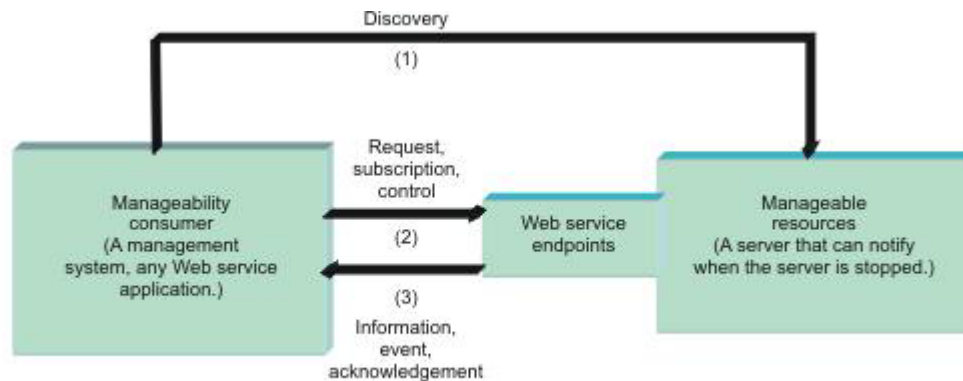 Discovery
(1)
Request,
subscription,
control
(2)
(3)
Information,
event,
acknowledgement
Manageability
consumer
(A management
system, any Web service
application.)
Web service
endpoints
Manageable
resources
(A server that can notify
when the server is stopped.)